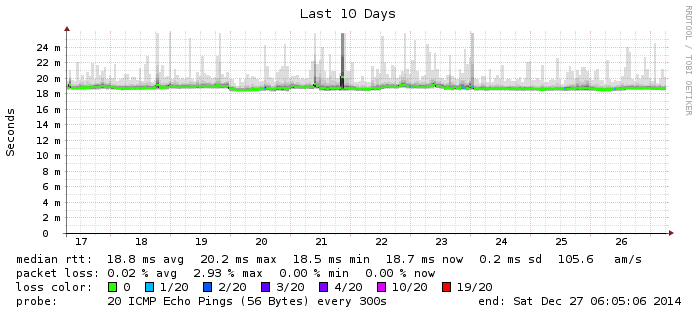 Last 10 Days
RRDTOOL / TOBI OETIKER
Seconds
24 m
22 m
20 m
18 m
16 m
14 m
12 m
10 m
8 m
6 m
4 m
2 m
0
17 18 19 20 21 22 23 24 25 26
median rtt: 18.8 ms avg 20.2 ms max 18.5 ms min 18.7 ms now 0.2 ms sd 105.6 am/s
packet loss: 0.02 % avg 2.93 % max 0.00 % min 0.00 % now
loss color: 0 1/20 2/20 3/20 4/20 10/20 19/20
probe: 20 ICMP Echo Pings (56 Bytes) every 300s end: Sat Dec 27 06:05:06 2014